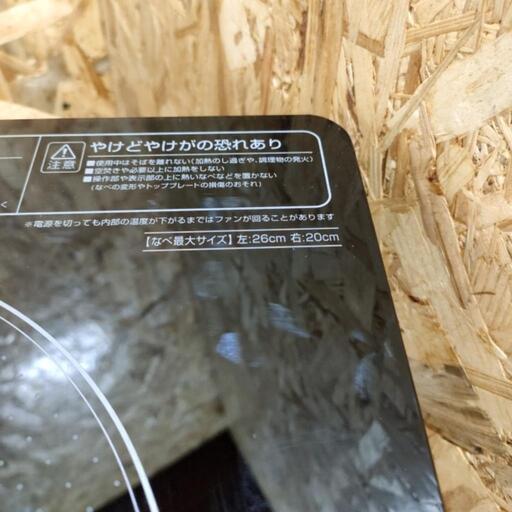 注意
やけどやけがの恐れあり
■使用中はそばを離れない(加熱のし過ぎや、調理物の発火)
■空焚きや必要以上に加熱をしない
■操作部や表示部の上に熱いなべなどを置かない
(なべの変形やトッププレートの損傷のおそれ)
く
※電源を切っても内部の温度が下がるまではファンが回ることがあります
【なべ最大サイズ】左:26cm 右:20cm